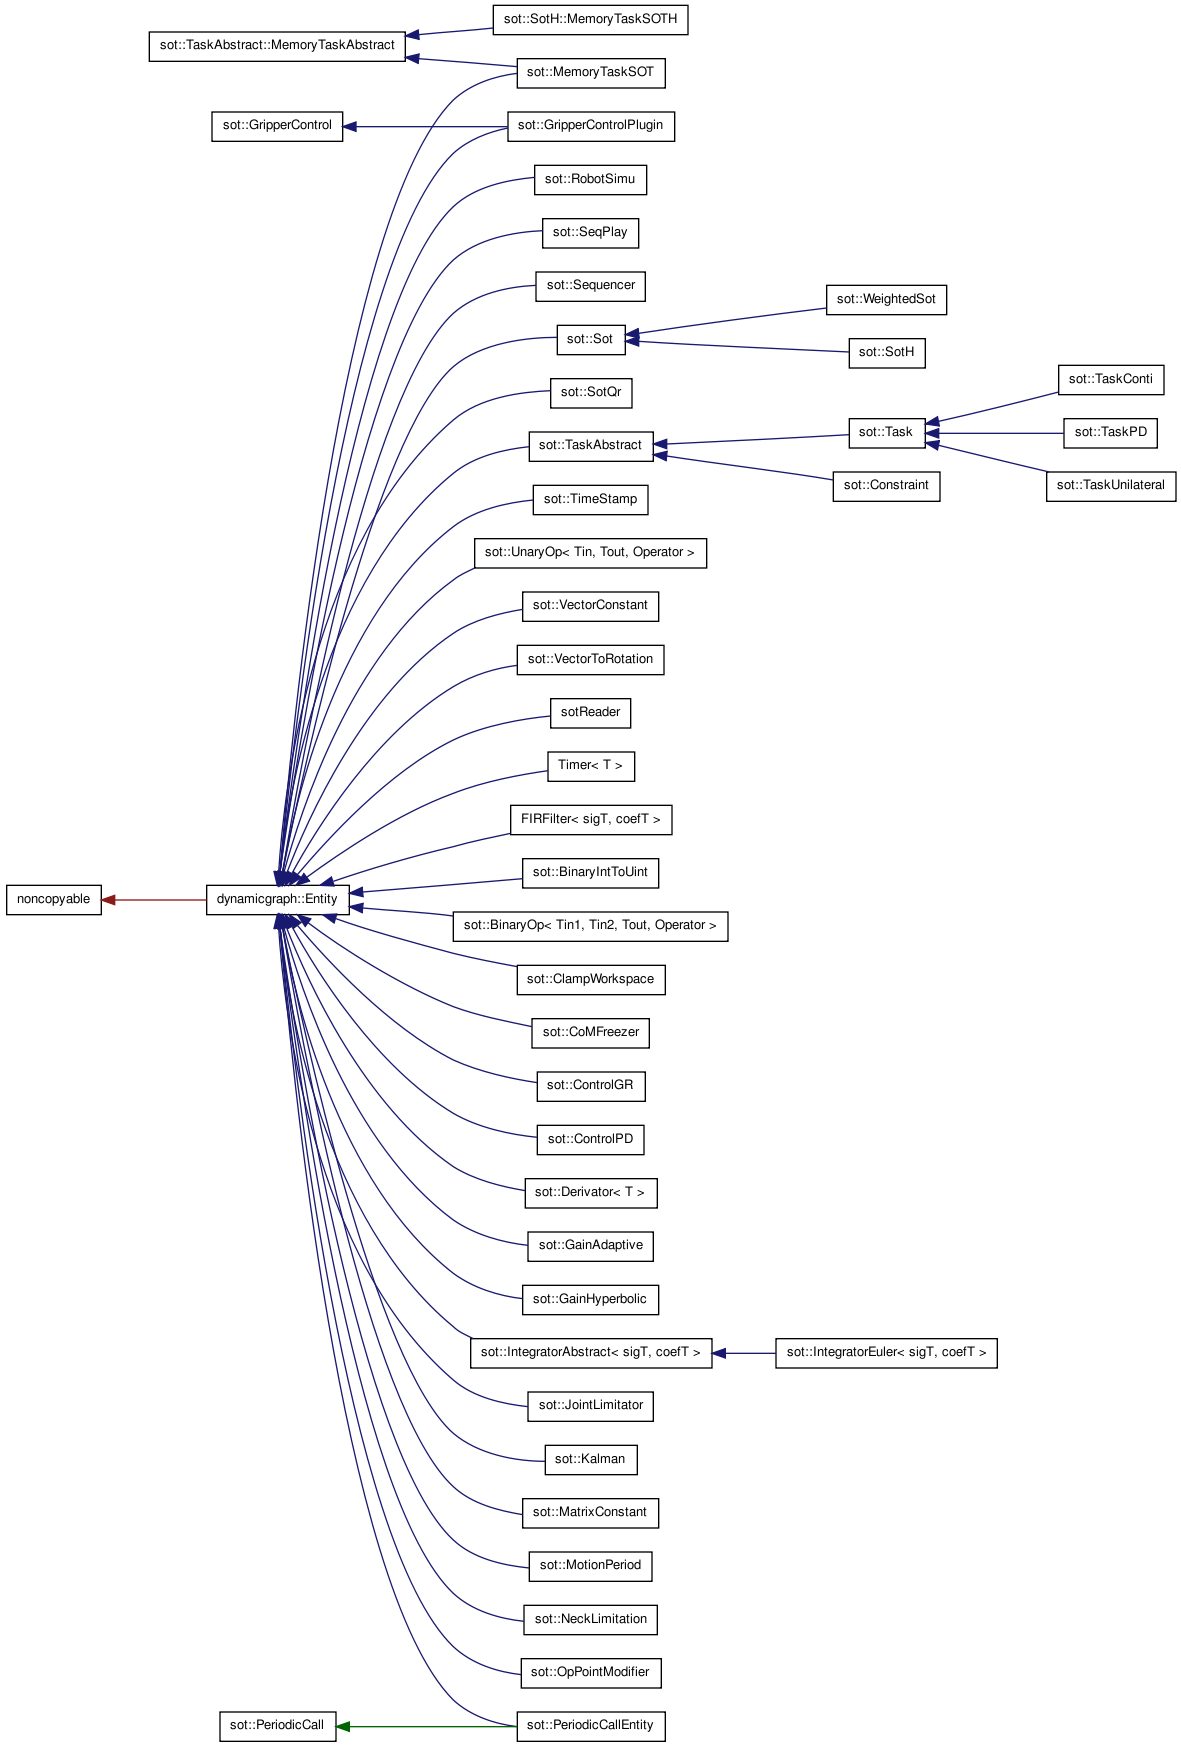 sot::SotH::MemoryTaskSOTH
sot::TaskAbstract::MemoryTaskAbstract
sot::MemoryTaskSOT
sot::GripperControl
sot::GripperControlPlugin
sot::RobotSimu
sot::SeqPlay
sot::Sequencer
sot::WeightedSot
sot::Sot
sot::SotH
sot::SotQr
sot::TaskConti
sot::TaskAbstract
sot::Task
sot::TaskPD
sot::Constraint
sot::TaskUnilateral
sot::TimeStamp
sot::UnaryOp< Tin, Tout, Operator >
sot::VectorConstant
sot::VectorToRotation
sotReader
Timer< T >
FIRFilter< sigT, coefT >
sot::BinaryIntToUint
noncopyable
dynamicgraph::Entity
sot::BinaryOp< Tin1, Tin2, Tout, Operator >
sot::ClampWorkspace
sot::CoMFreezer
sot::ControlGR
sot::ControlPD
sot::Derivator< T >
sot::GainAdaptive
sot::GainHyperbolic
sot::IntegratorAbstract< sigT, coefT >
sot::IntegratorEuler< sigT, coefT >
sot::JointLimitator
sot::Kalman
sot::MatrixConstant
sot::MotionPeriod
sot::NeckLimitation
sot::OpPointModifier
sot::PeriodicCall
sot::PeriodicCallEntity